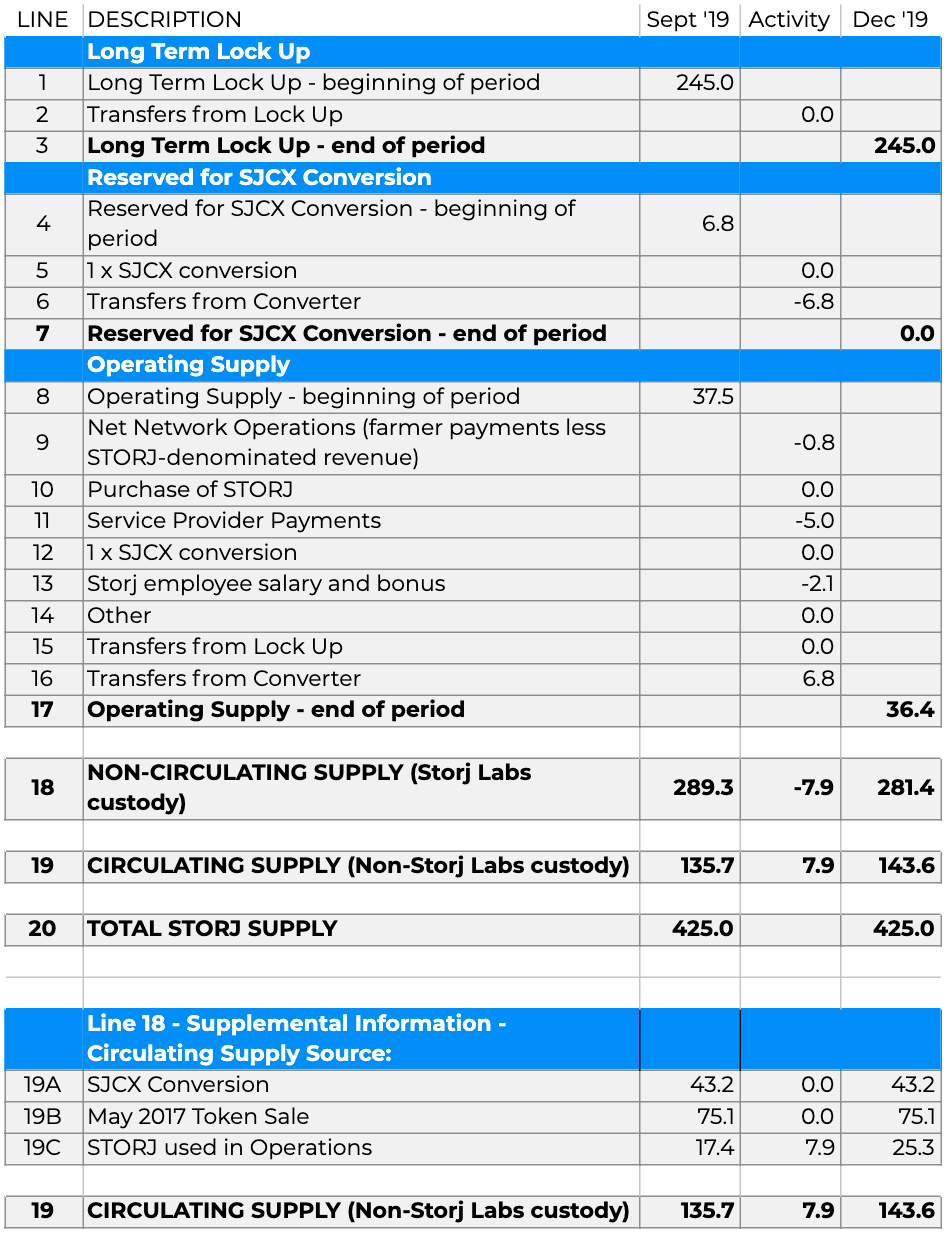 LINE DESCRIPTION Sept '19 Activity Dec '19
Long Term Lock Up
1 Long Term Lock Up - beginning of period 245.0
2 Transfers from Lock Up 0.0
3 Long Term Lock Up - end of period 245.0
Reserved for SJCX Conversion
4 Reserved for SJCX Conversion - beginning of
period 6.8
5 1 x SJCX conversion 0.0
6 Transfers from Converter -6.8
7 Reserved for SJCX Conversion - end of period 0.0
Operating Supply
8 Operating Supply - beginning of period 37.5
9 Net Network Operations (farmer payments less
STORJ-denominated revenue) -0.8
10 Purchase of STORJ 0.0
11 Service Provider Payments -5.0
12 1 x SJCX conversion 0.0
13 Storj employee salary and bonus -2.1
14 Other 0.0
15 Transfers from Lock Up 0.0
16 Transfers from Converter 6.8
17 Operating Supply - end of period 36.4
18 NON-CIRCULATING SUPPLY (Storj Labs
custody) 289.3 -7.9 281.4
19 CIRCULATING SUPPLY (Non-Storj Labs custody) 135.7 7.9 143.6
20 TOTAL STORJ SUPPLY 425.0 425.0
Line 18 - Supplemental Information -
Circulating Supply Source:
19A SJCX Conversion 43.2 0.0 43.2
19B May 2017 Token Sale 75.1 0.0 75.1
19C STORJ used in Operations 17.4 7.9 25.3
19 CIRCULATING SUPPLY (Non-Storj Labs custody) 135.7 7.9 143.6